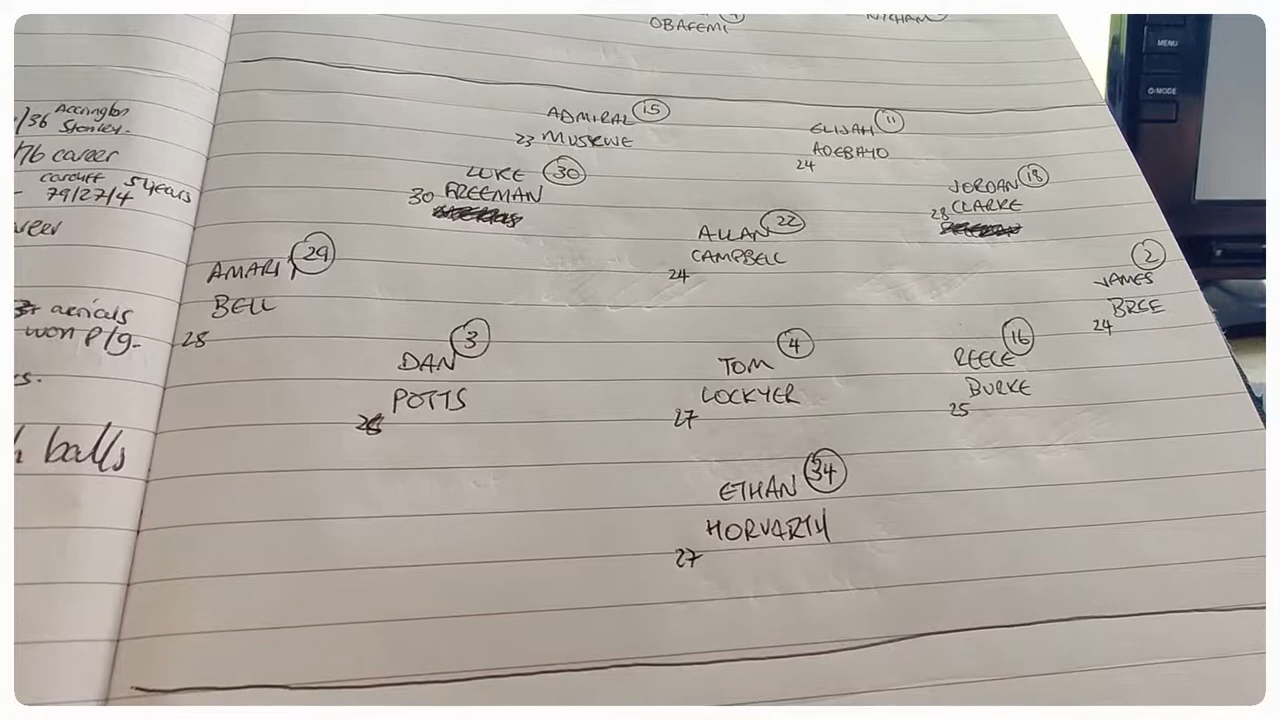 OBAFEMI
/36 Accrington
Stanley.
/76 career
Cardiff 5 years
79/27/4
aerials
won P/g.
balls
ADMIRAL 15
23 MUSKWE
ELIJAH 11
ADEBAYO
24
LUKE 30
30 FREEMAN
JORDAN 18
28 CLARKE
ALLAN 22
CAMPBELL
24
AMARI 29
BELL
28
2
JAMES
BREE
24
DAN 3
POTTS
TOM 4
LOCKYER
27
REECE 16
BURKE
25
ETHAN 34
HORVARTH
27
MENU
MODE